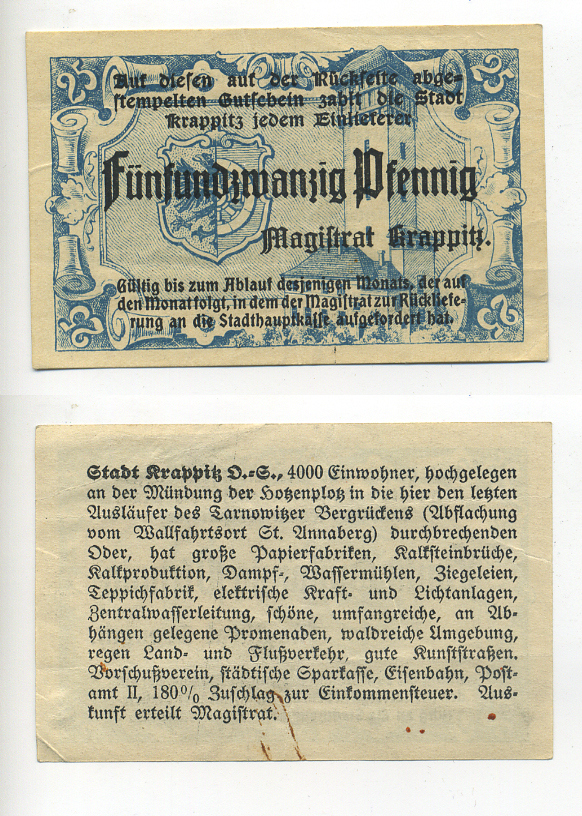 Auf diesen auf der Rückseite abge-
stempelten Gutschein zahlt die Stadt
Krappitz jedem Einlieferer
Fünfundzwanzig Pfennig
Magistrat Krappitz.
Gültig bis zum Ablauf desjenigen Monats, der auf
den Monat folgt, in dem der Magistrat zur Rückliefe-
rung an die Stadthauptkasse aufgefordert hat.
Stadt Krappitz O.-S., 4000 Einwohner, hochgelegen
an der Mündung der Hotzenplotz in die hier den letzten
Ausläufer des Tarnowitzer Bergrückens (Abflachung
vom Wallfahrtsort St. Annaberg) durchbrechenden
Oder, hat große Papierfabriken, Kalksteinbrüche,
Kalkproduktion, Dampf-, Wassermühlen, Ziegeleien,
Teppichfabrik, elektrische Kraft- und Lichtanlagen,
Zentralwasserleitung, schöne, umfangreiche, an Ab-
hängen gelegene Promenaden, waldreiche Umgebung,
regen Land- und Flußverkehr, gute Kunststraßen.
Vorschußverein, städtische Sparkasse, Eisenbahn, Post-
amt II, 180% Zuschlag zur Einkommensteuer. Aus-
kunft erteilt Magistrat.